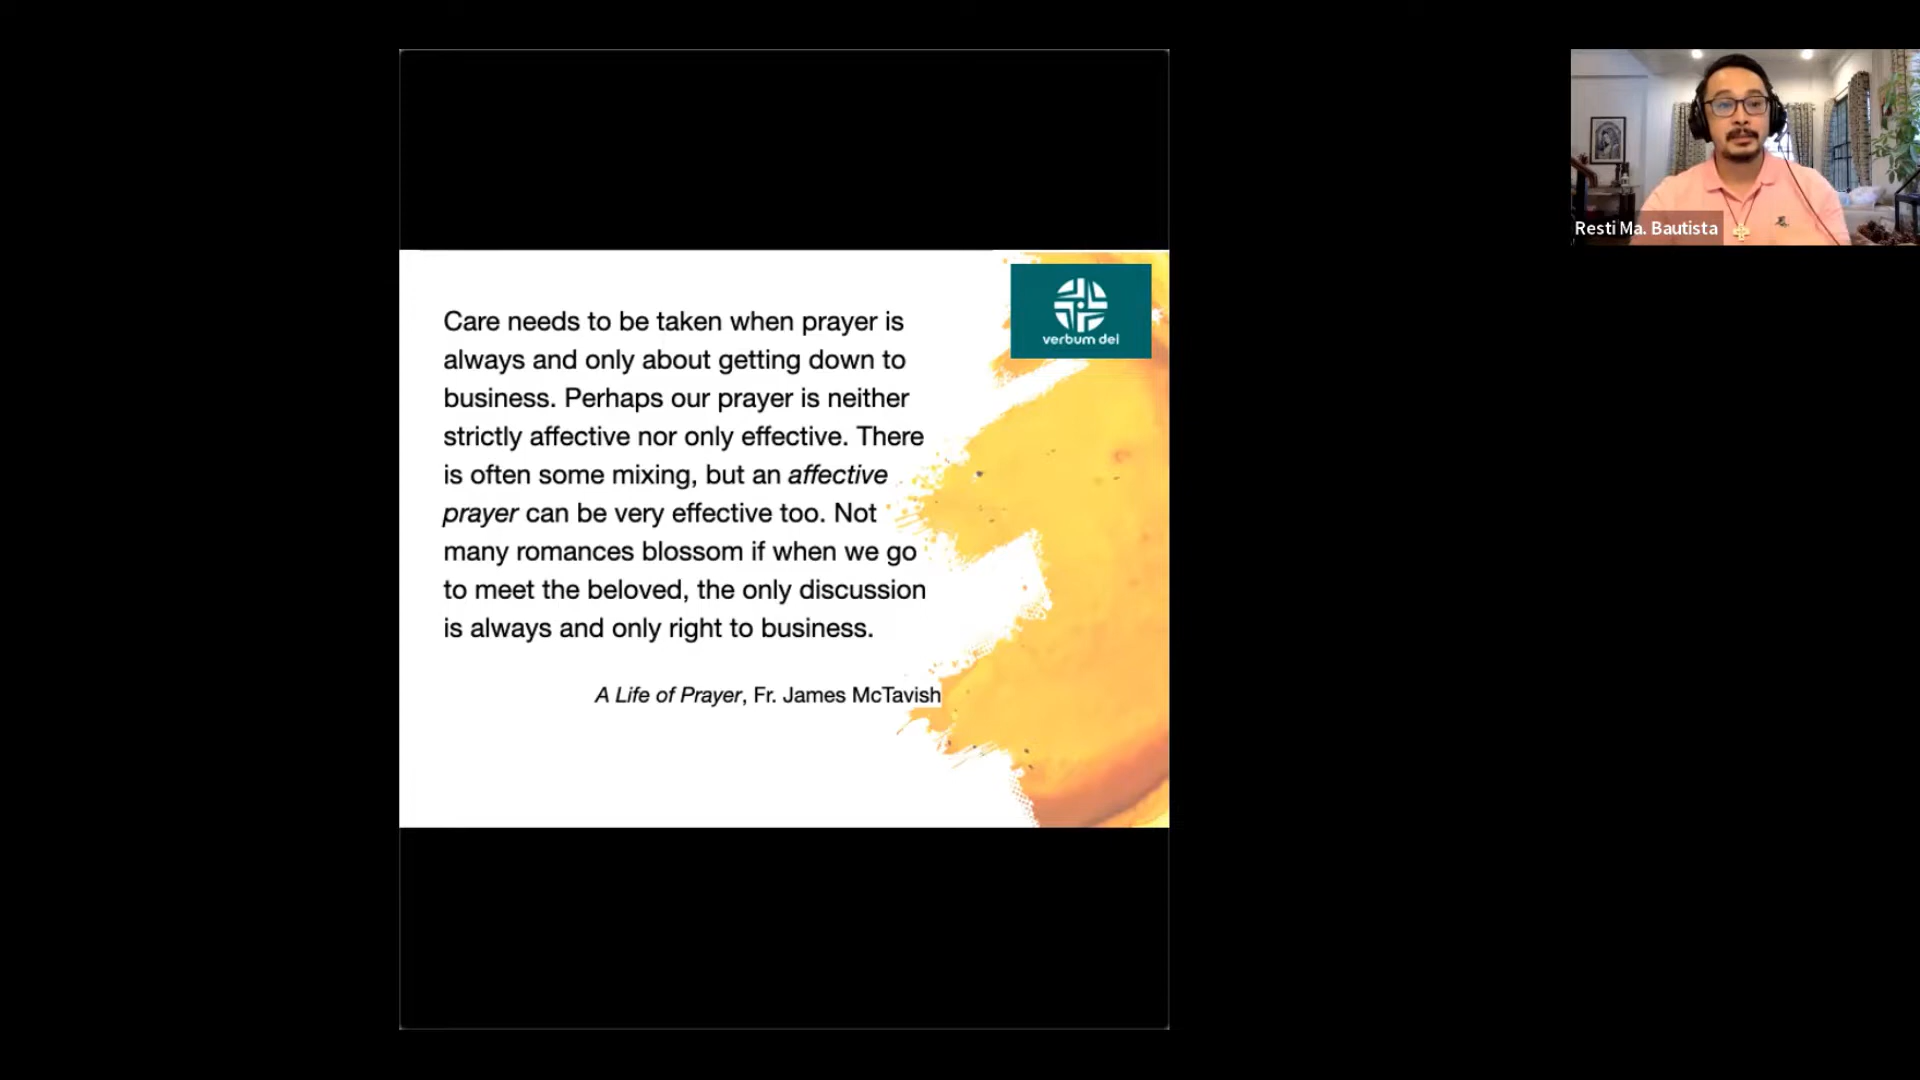 Care needs to be taken when prayer is
always and only about getting down to
business. Perhaps our prayer is neither
strictly affective nor only effective. There
is often some mixing, but an affective
prayer can be very effective too. Not
many romances blossom if when we go
to meet the beloved, the only discussion
is always and only right to business.
A Life of Prayer, Fr. James McTavish
verbum dei
Resti Ma. Bautista